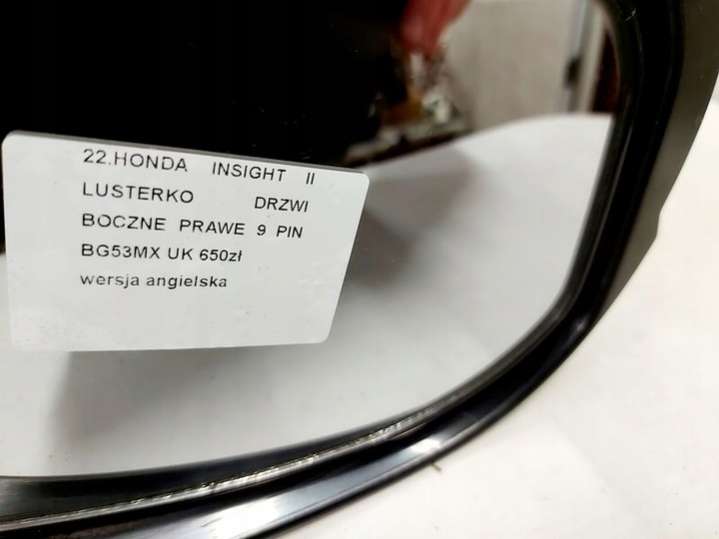 22.HONDA INSIGHT II
LUSTERKO DRZWI
BOCZNE PRAWE 9 PIN
BG53MX UK 650zł
wersja angielska